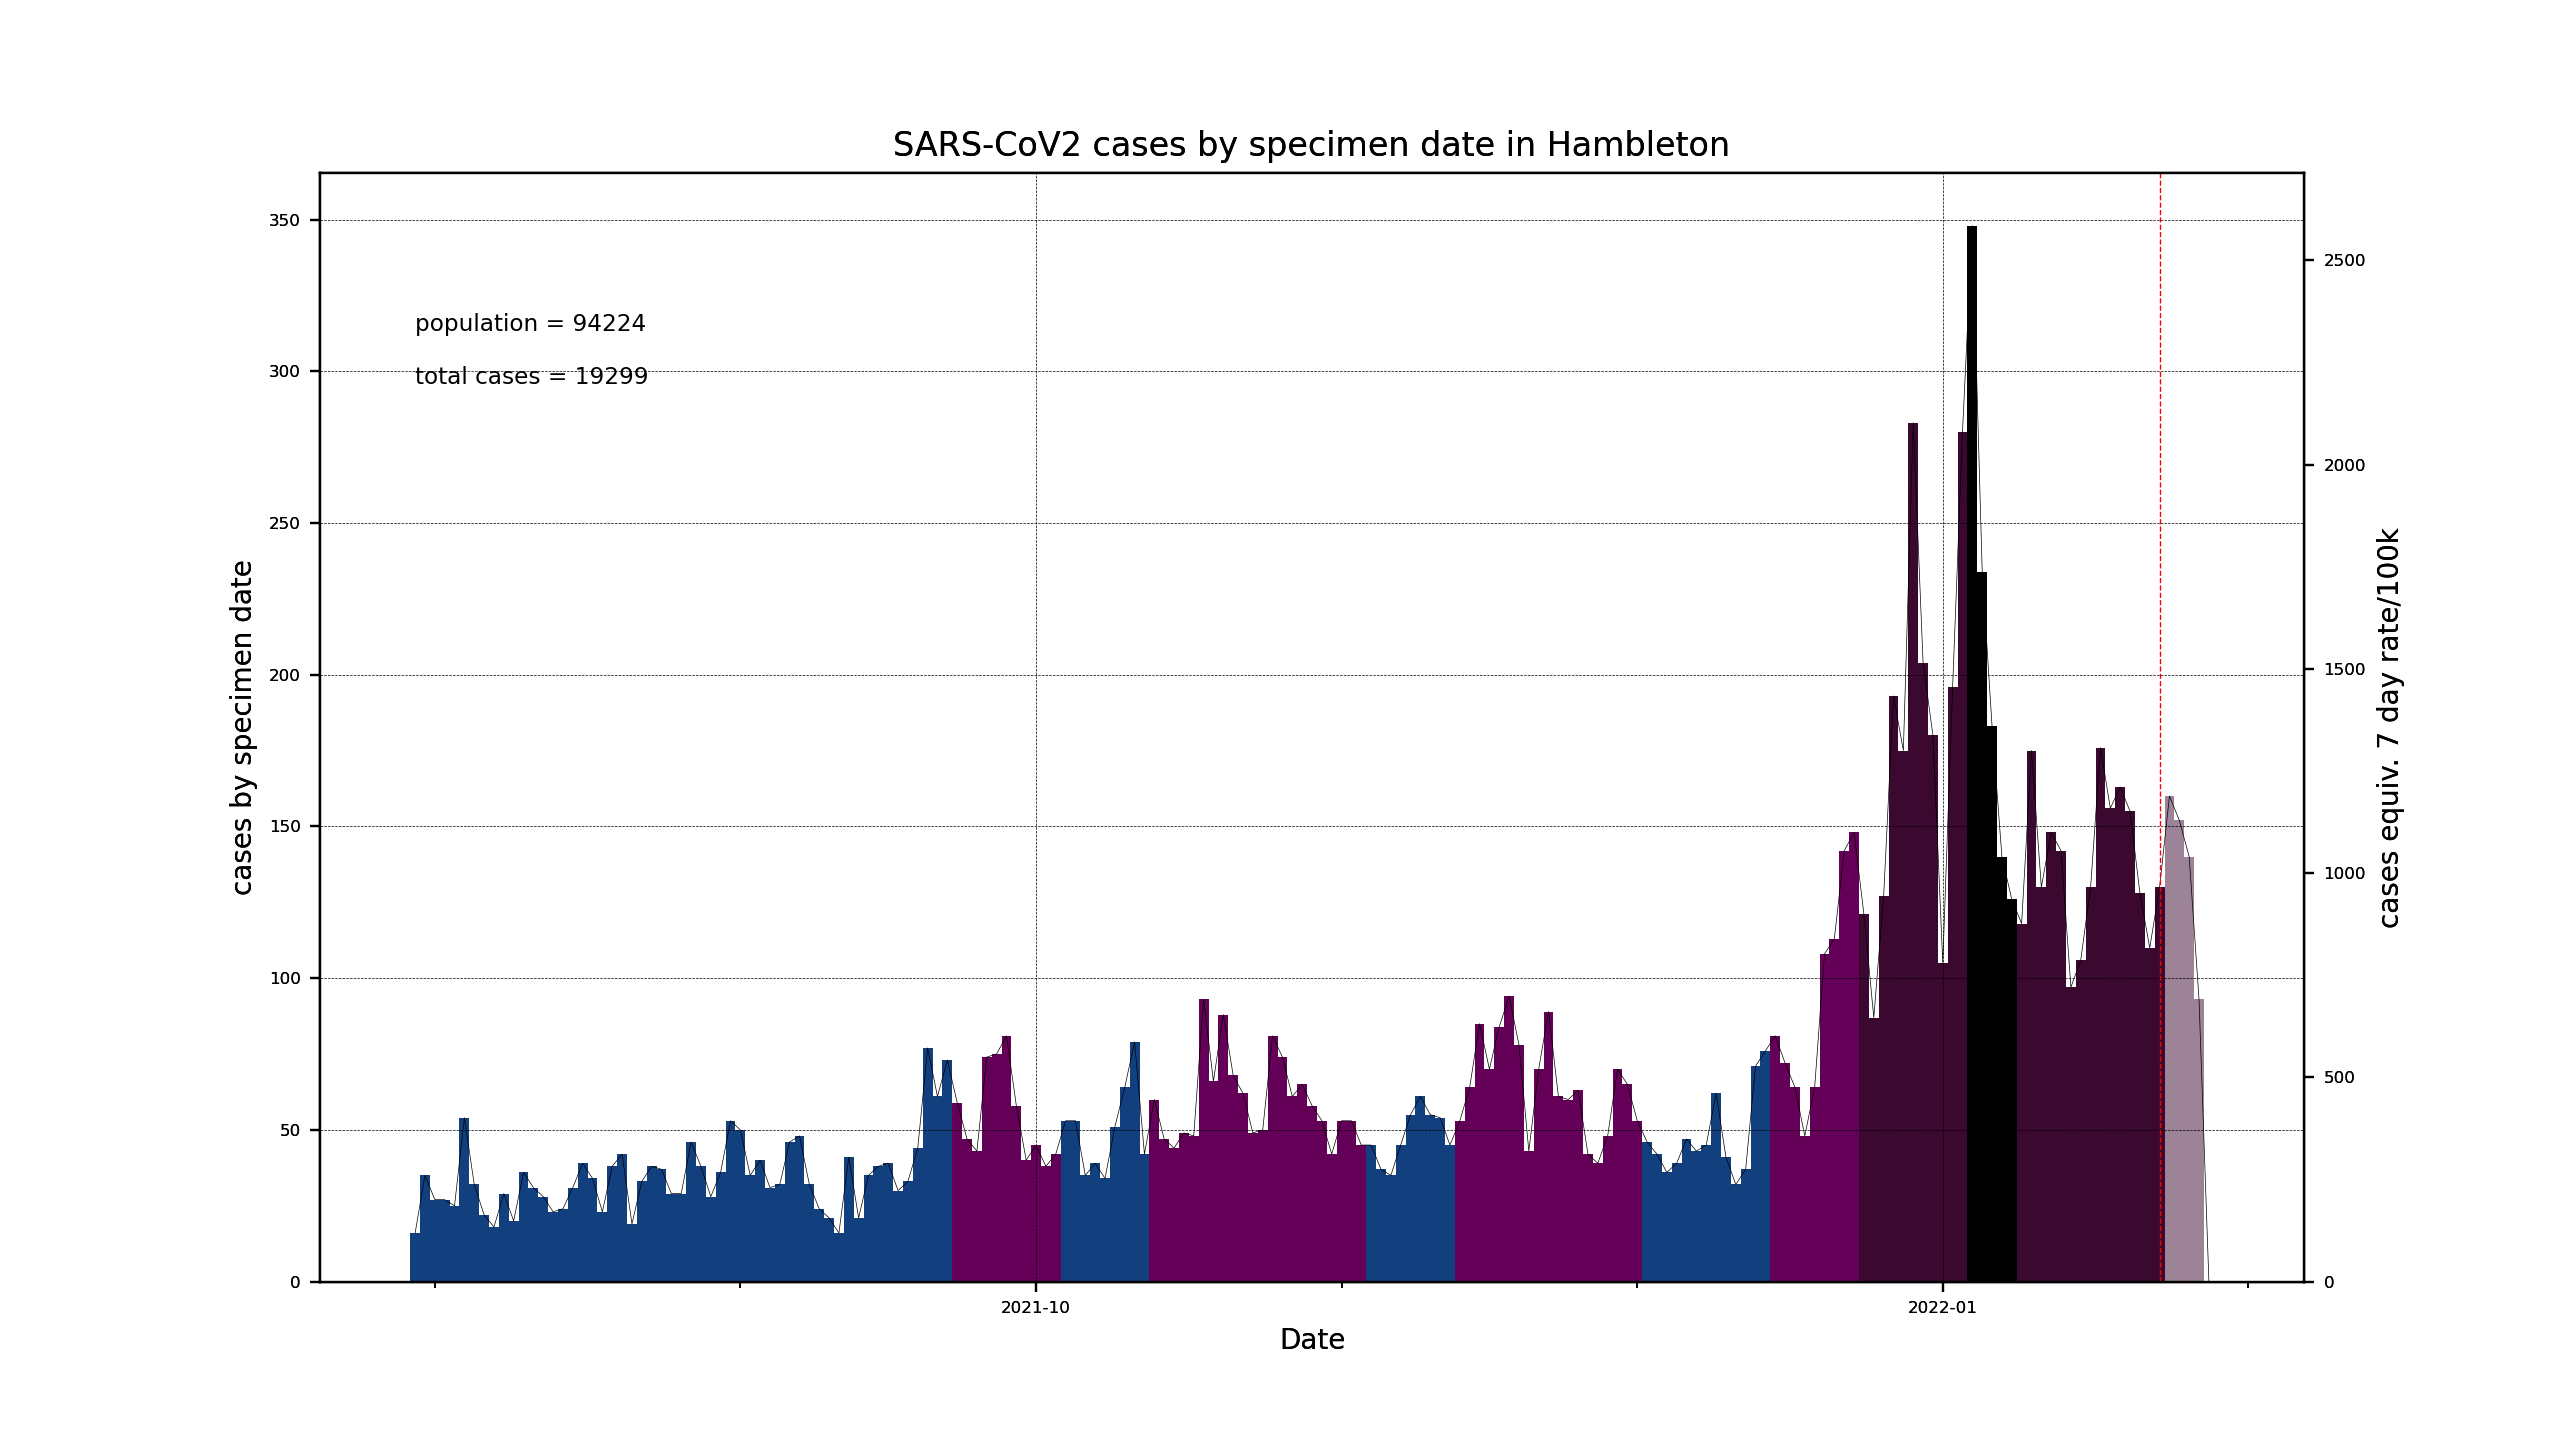 SARS-CoV2 cases by specimen date in Hambleton
population = 94224
total cases = 19299
cases by specimen date
350
300
250
200
150
100
50
0
2500
2000
1500
1000
500
0
cases equiv. 7 day rate/100k
2021-10
2022-01
Date